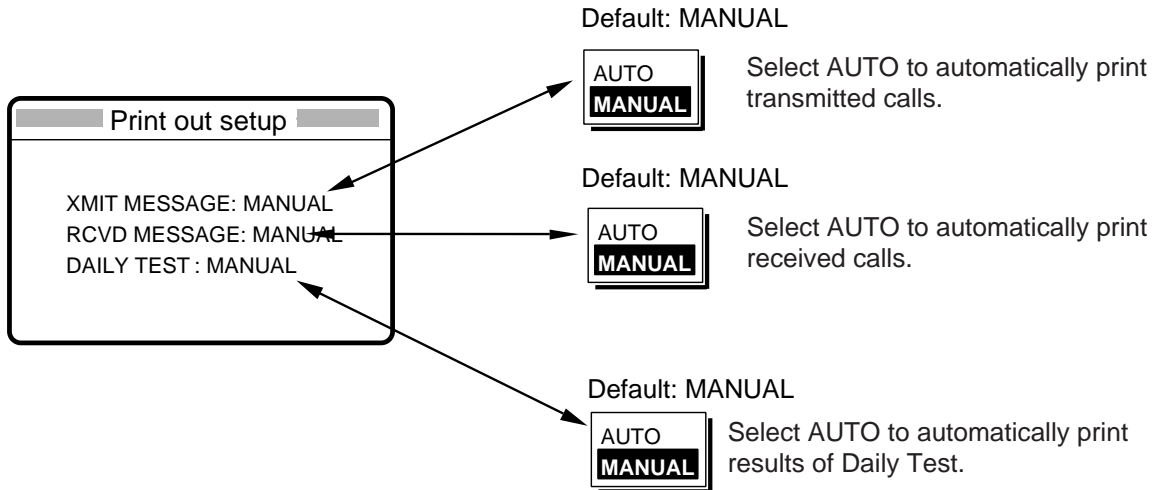 Print out setup
XMIT MESSAGE: MANUAL
RCVD MESSAGE: MANUAL
DAILY TEST : MANUAL
Default: MANUAL
AUTO
MANUAL
Select AUTO to automatically print
transmitted calls.
Default: MANUAL
AUTO
MANUAL
Select AUTO to automatically print
received calls.
Default: MANUAL
AUTO
MANUAL
Select AUTO to automatically print
results of Daily Test.